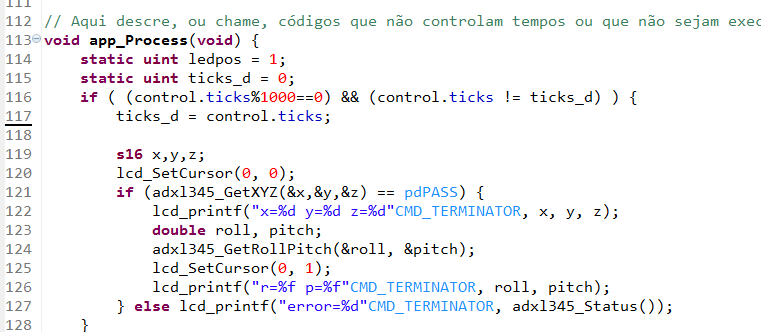 111
112 // Aqui descre, ou chame, códigos que não controlam tempos ou que não sejam exec
113 void app_Process(void) {
114     static uint ledpos = 1;
115     static uint ticks_d = 0;
116     if ( (control.ticks%1000==0) && (control.ticks != ticks_d) ) {
117         ticks_d = control.ticks;
118
119         s16 x,y,z;
120         lcd_SetCursor(0, 0);
121         if (adxl345_GetXYZ(&x,&y,&z) == pdPASS) {
122             lcd_printf("x=%d y=%d z=%d"CMD_TERMINATOR, x, y, z);
123             double roll, pitch;
124             adxl345_GetRollPitch(&roll, &pitch);
125             lcd_SetCursor(0, 1);
126             lcd_printf("r=%f p=%f"CMD_TERMINATOR, roll, pitch);
127         } else lcd_printf("error=%d"CMD_TERMINATOR, adxl345_Status());
128     }